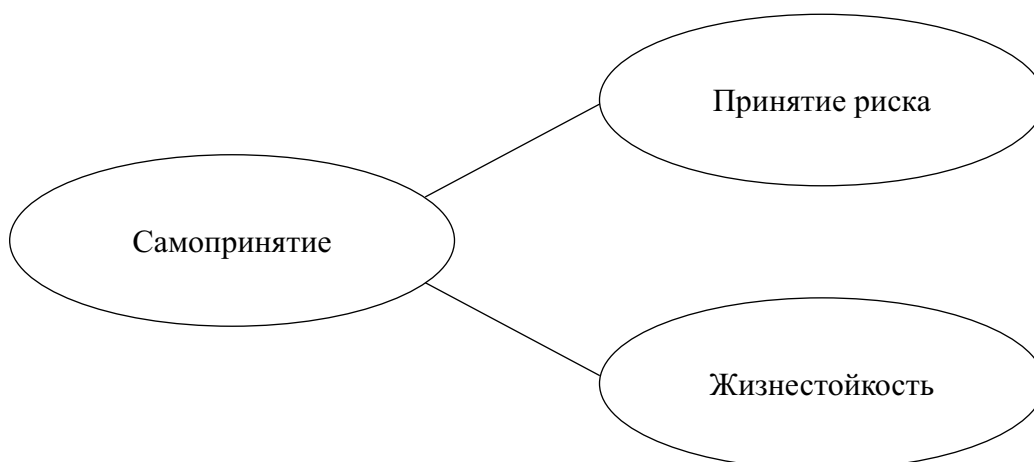 Принятие риска
Самопринятие
Жизнестойкость